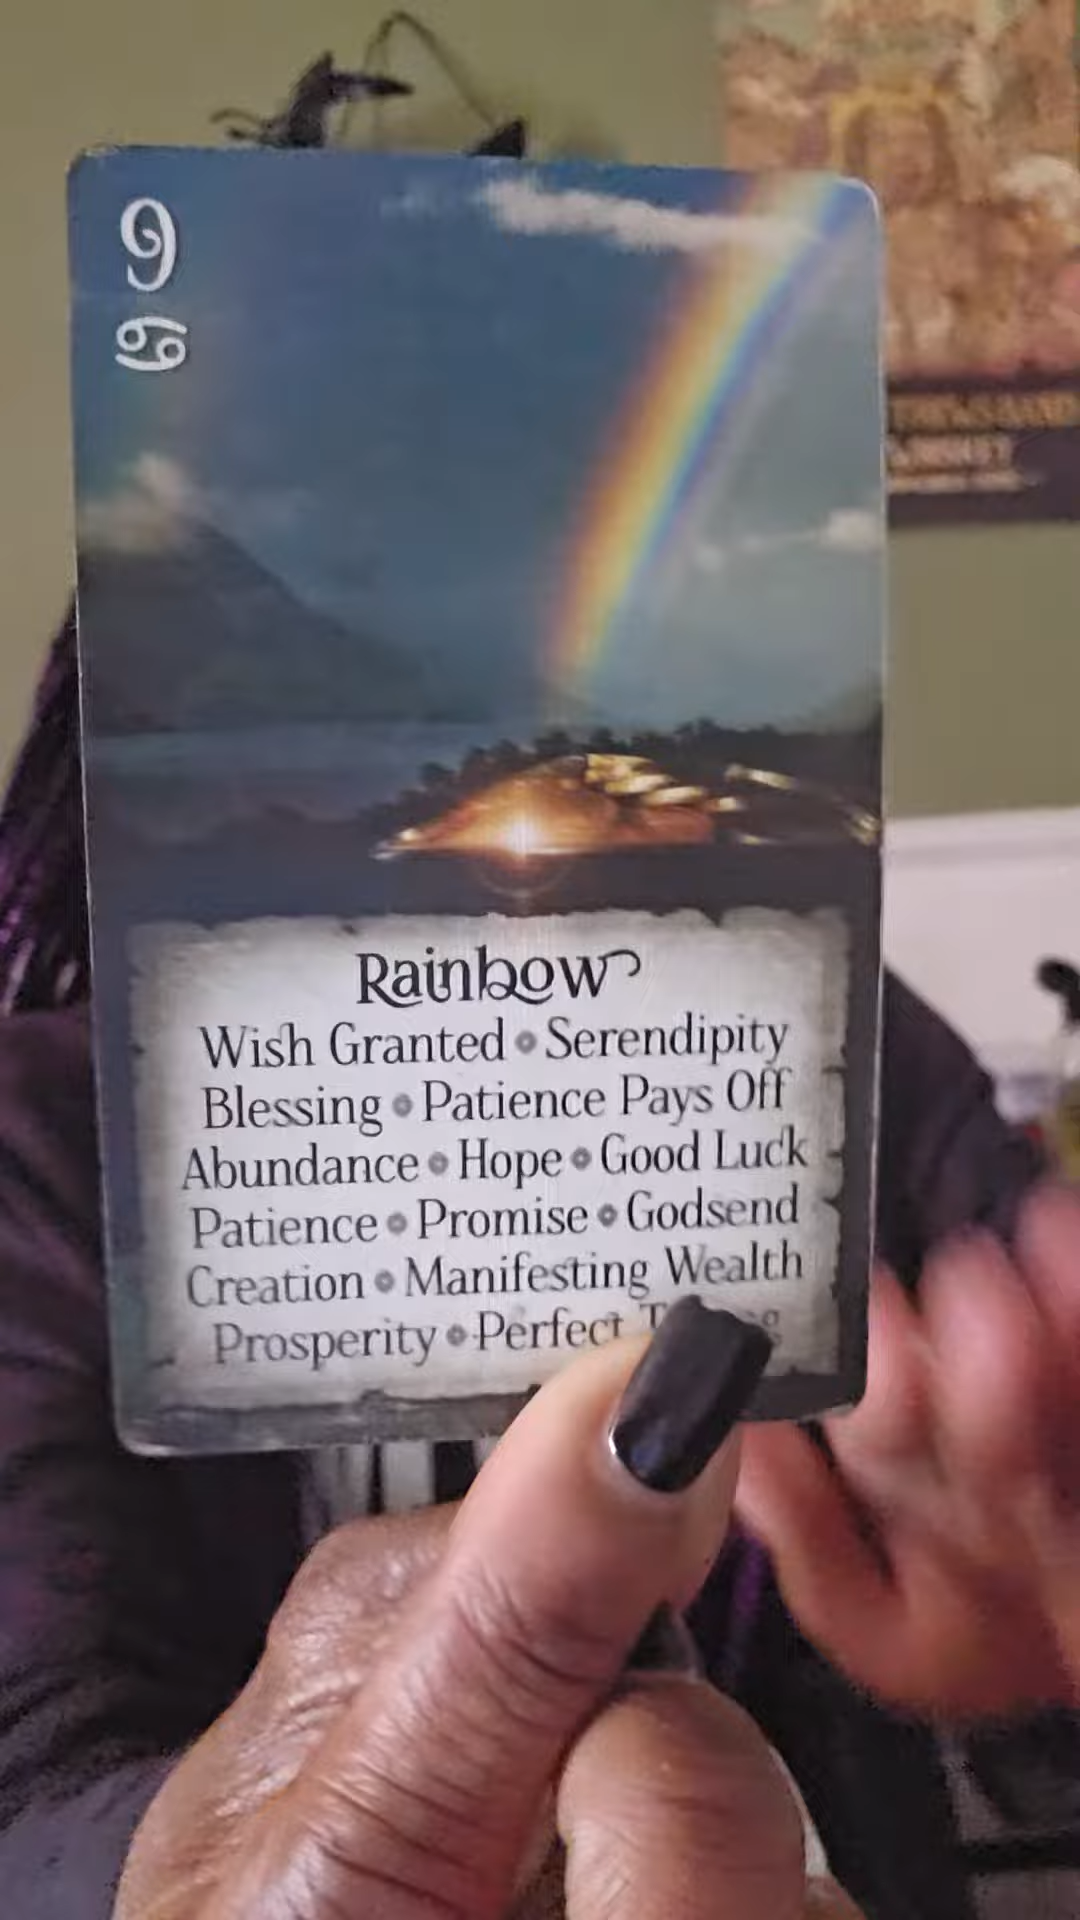 9
♋
Rainbow
Wish Granted • Serendipity
Blessing • Patience Pays Off
Abundance • Hope • Good Luck
Patience • Promise • Godsend
Creation • Manifesting Wealth
Prosperity • Perfect